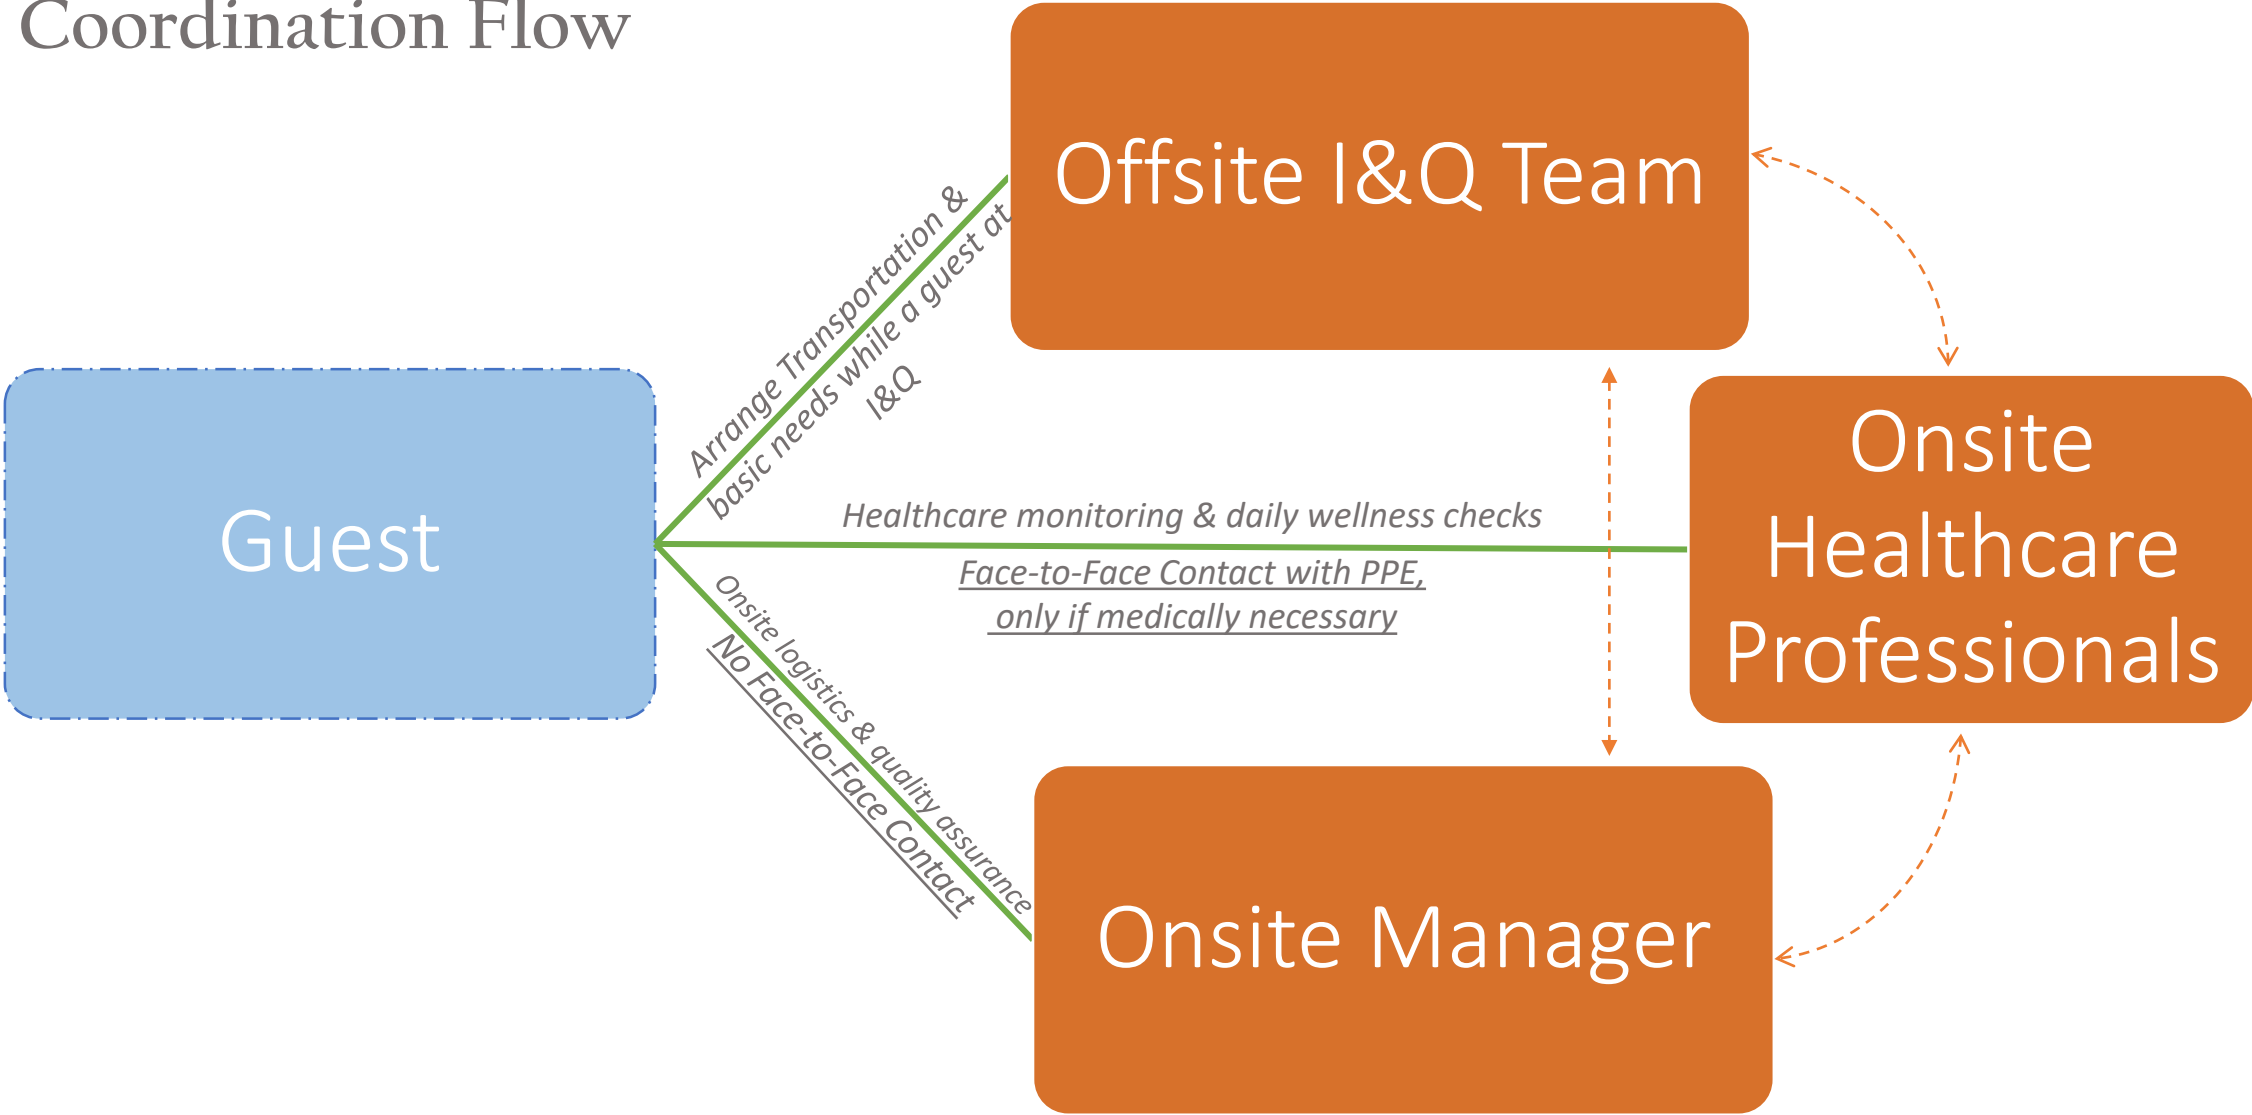 Coordination Flow
Offsite I&Q Team
Arrange Transportation &
basic needs while a guest at
I&Q
Guest
Healthcare monitoring & daily wellness checks
Face-to-Face Contact with PPE,
only if medically necessary
Onsite
Healthcare
Professionals
Onsite logistics & quality assurance
No Face-to-Face Contact
Onsite Manager